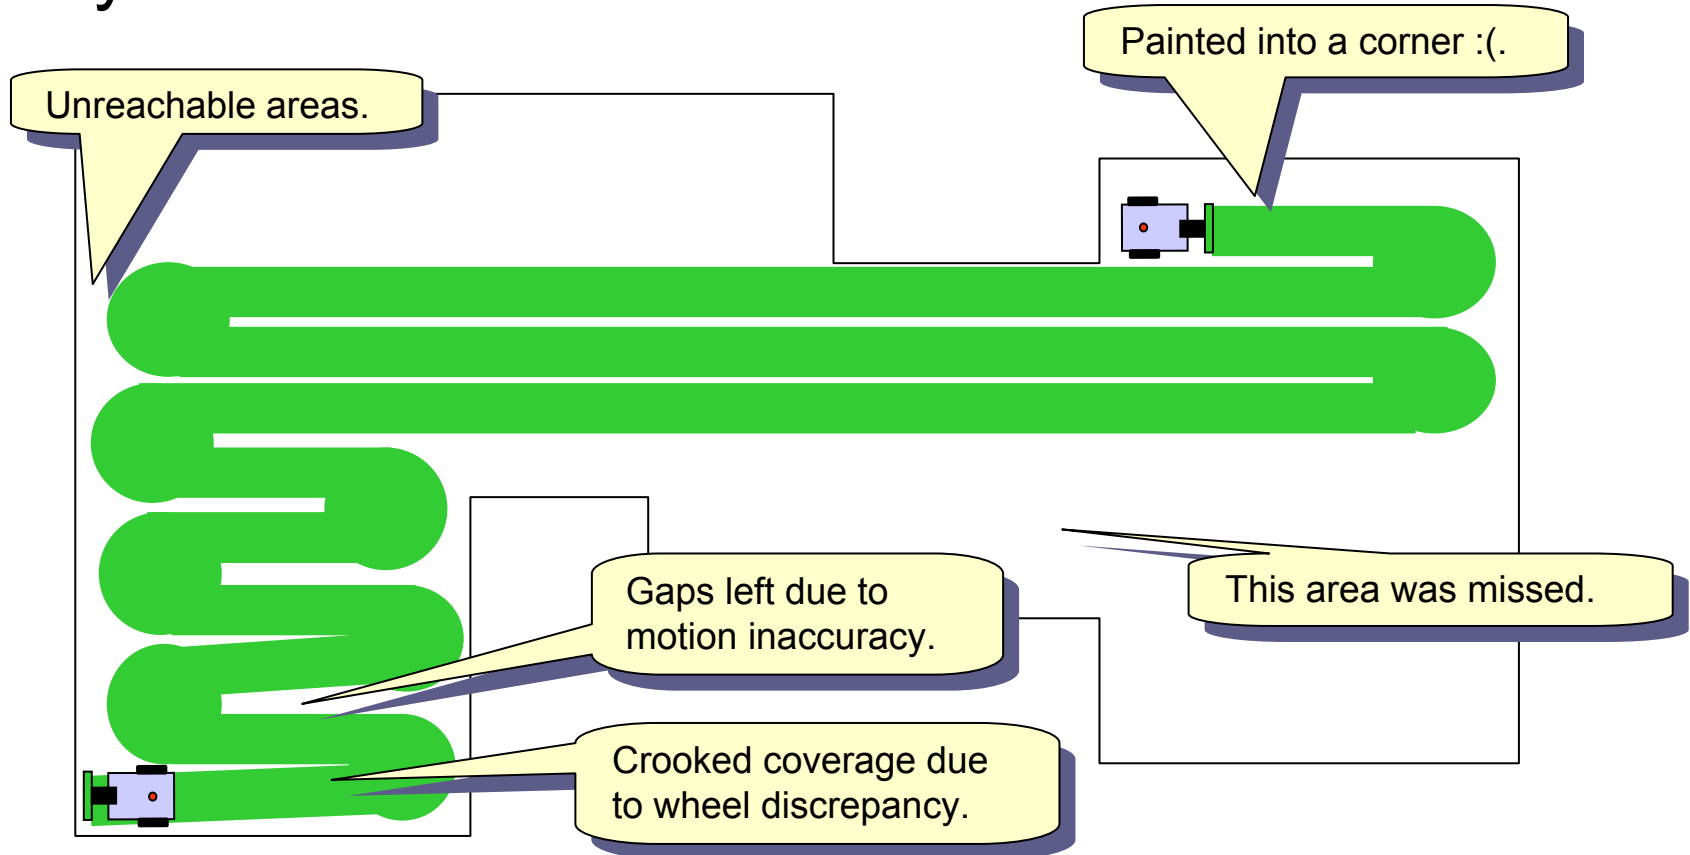 Painted into a corner :(.
Unreachable areas.
Gaps left due to
motion inaccuracy.
This area was missed.
Crooked coverage due
to wheel discrepancy.